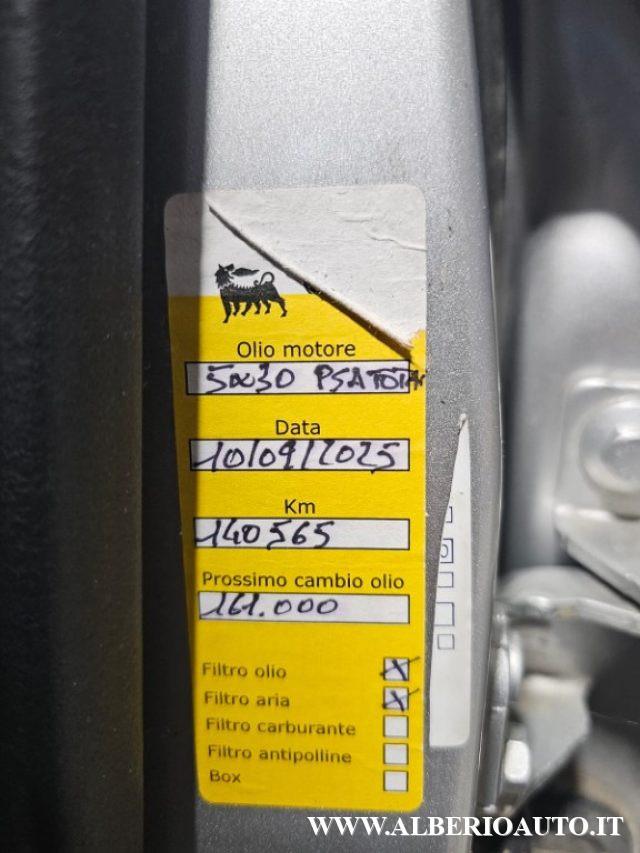 Olio motore
5W30 PSA TOTAL
Data
10/09/2025
Km
140565
Prossimo cambio olio
161.000
Filtro olio X
Filtro aria X
Filtro carburante
Filtro antipolline
Box
WWW.ALBERIOAUTO.IT